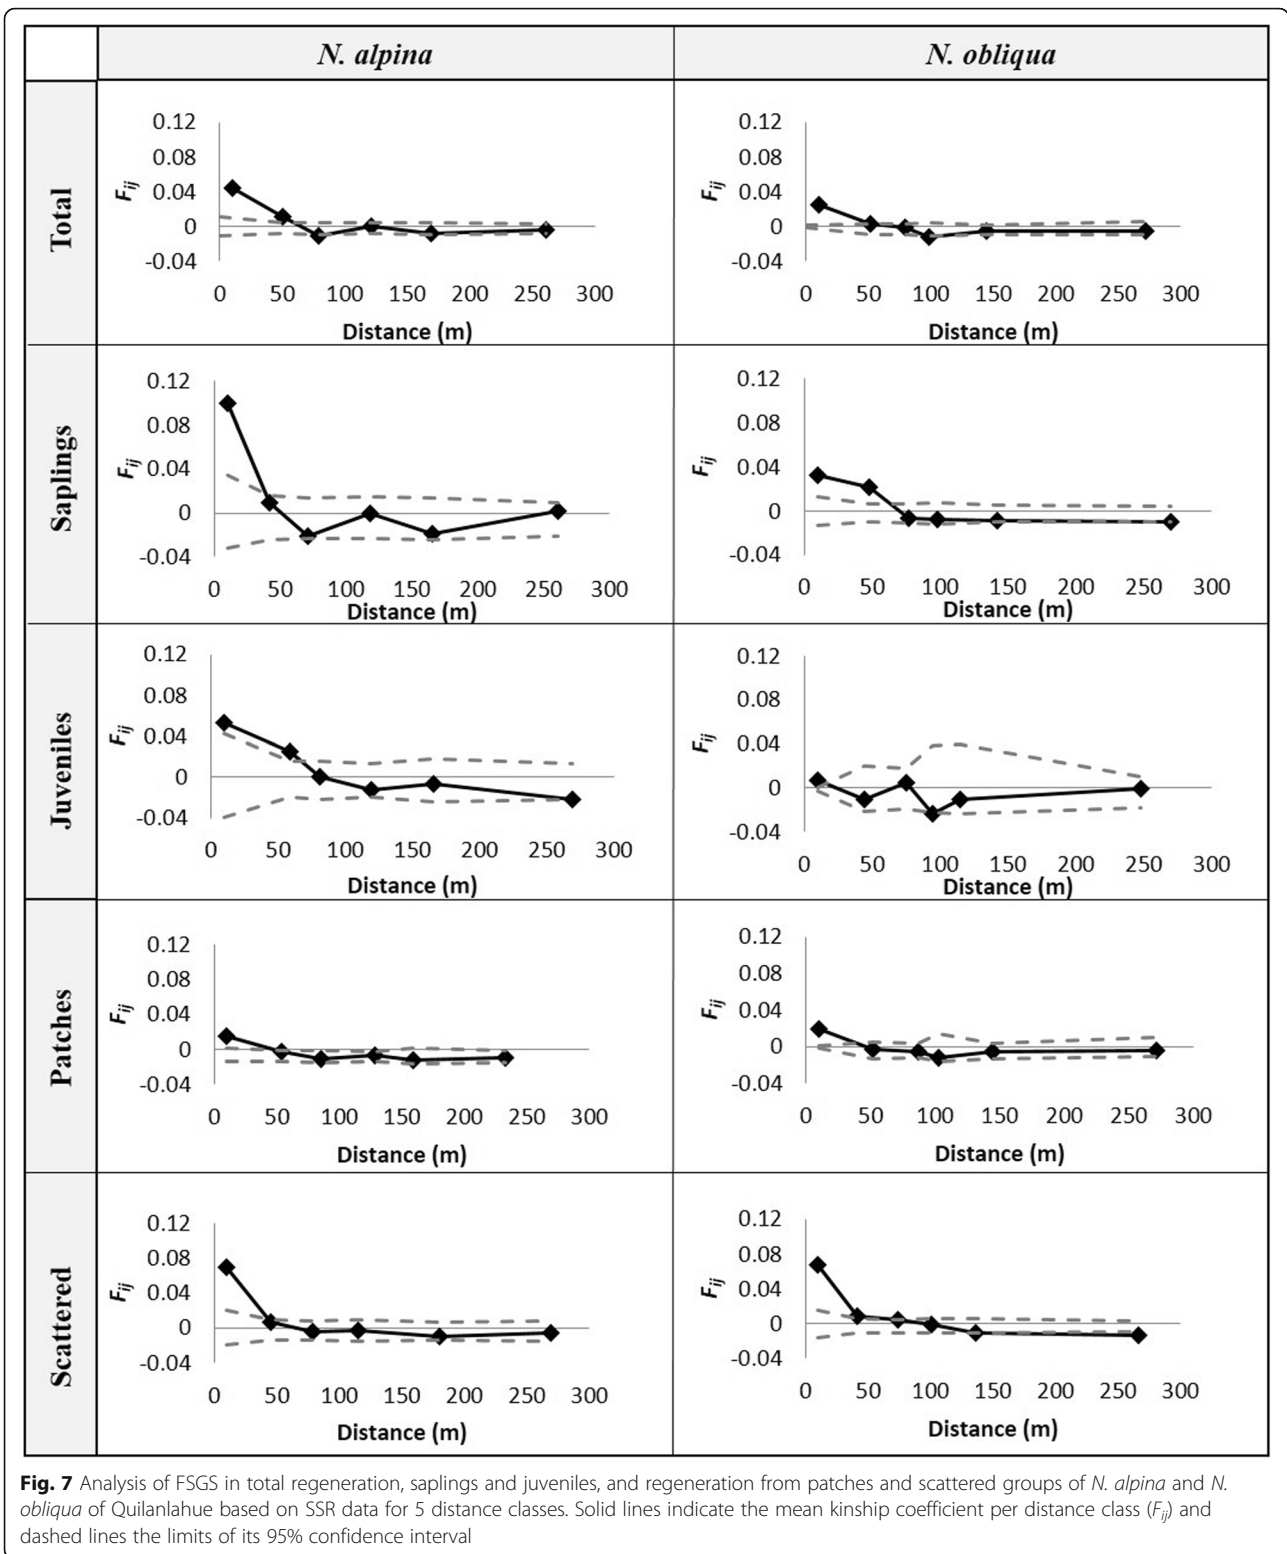 N. alpina
N. obliqua
Total
0.12
0.08
0.04
0
-0.04
Fij
0 50 100 150 200 250 300
Distance (m)
0.12
0.08
0.04
0
-0.04
Fij
0 50 100 150 200 250 300
Distance (m)
Saplings
0.12
0.08
0.04
0
-0.04
Fij
0 50 100 150 200 250 300
Distance (m)
0.12
0.08
0.04
0
-0.04
Fij
0 50 100 150 200 250 300
Distance (m)
Juveniles
0.12
0.08
0.04
0
-0.04
Fij
0 50 100 150 200 250 300
Distance (m)
0.12
0.08
0.04
0
-0.04
Fij
0 50 100 150 200 250 300
Distance (m)
Patches
0.12
0.08
0.04
0
-0.04
Fij
0 50 100 150 200 250 300
Distance (m)
0.12
0.08
0.04
0
-0.04
Fij
0 50 100 150 200 250 300
Distance (m)
Scattered
0.12
0.08
0.04
0
-0.04
Fij
0 50 100 150 200 250 300
Distance (m)
0.12
0.08
0.04
0
-0.04
Fij
0 50 100 150 200 250 300
Distance (m)
Fig. 7 Analysis of FSGS in total regeneration, saplings and juveniles, and regeneration from patches and scattered groups of N. alpina and N.
obliqua of Quilanlahue based on SSR data for 5 distance classes. Solid lines indicate the mean kinship coefficient per distance class (Fij) and
dashed lines the limits of its 95% confidence interval